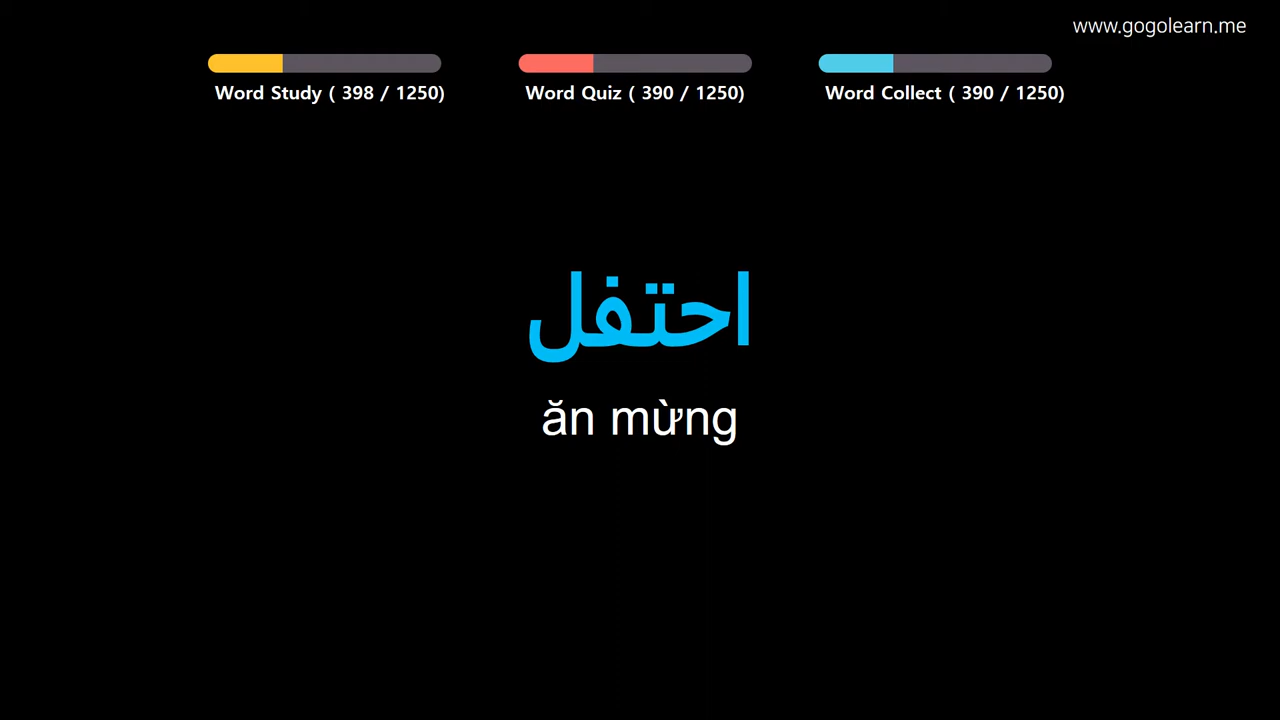 www.gogolearn.me
Word Study ( 398 / 1250)
Word Quiz ( 390 / 1250)
Word Collect ( 390 / 1250)
احتفل
ăn mừng